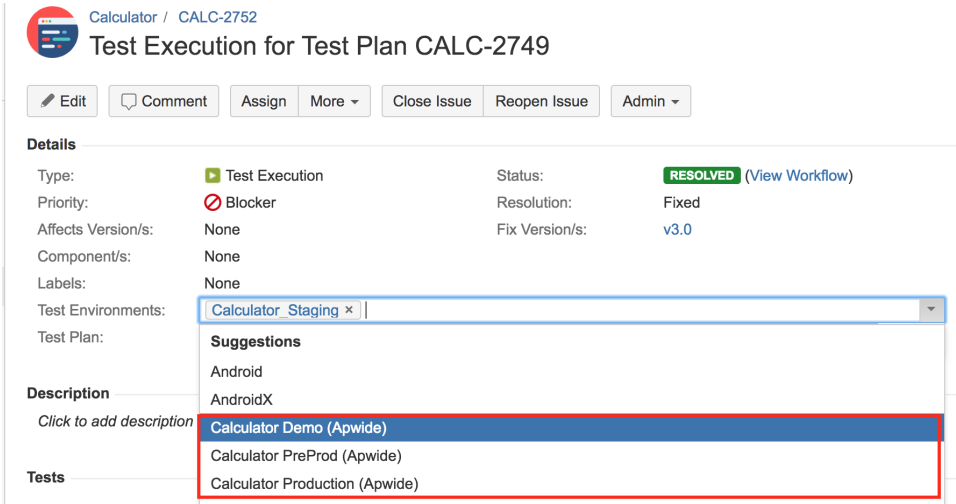 Calculator / CALC-2752
Test Execution for Test Plan CALC-2749
Edit Comment Assign More Close Issue Reopen Issue Admin
Details
Type: Test Execution Status: RESOLVED (View Workflow)
Priority: Blocker Resolution: Fixed
Affects Version/s: None Fix Version/s: v3.0
Component/s: None
Labels: None
Test Environments: Calculator_Staging ×
Test Plan:
Suggestions
Android
AndroidX
Description
Click to add description
Calculator Demo (Apwide)
Calculator PreProd (Apwide)
Tests
Calculator Production (Apwide)